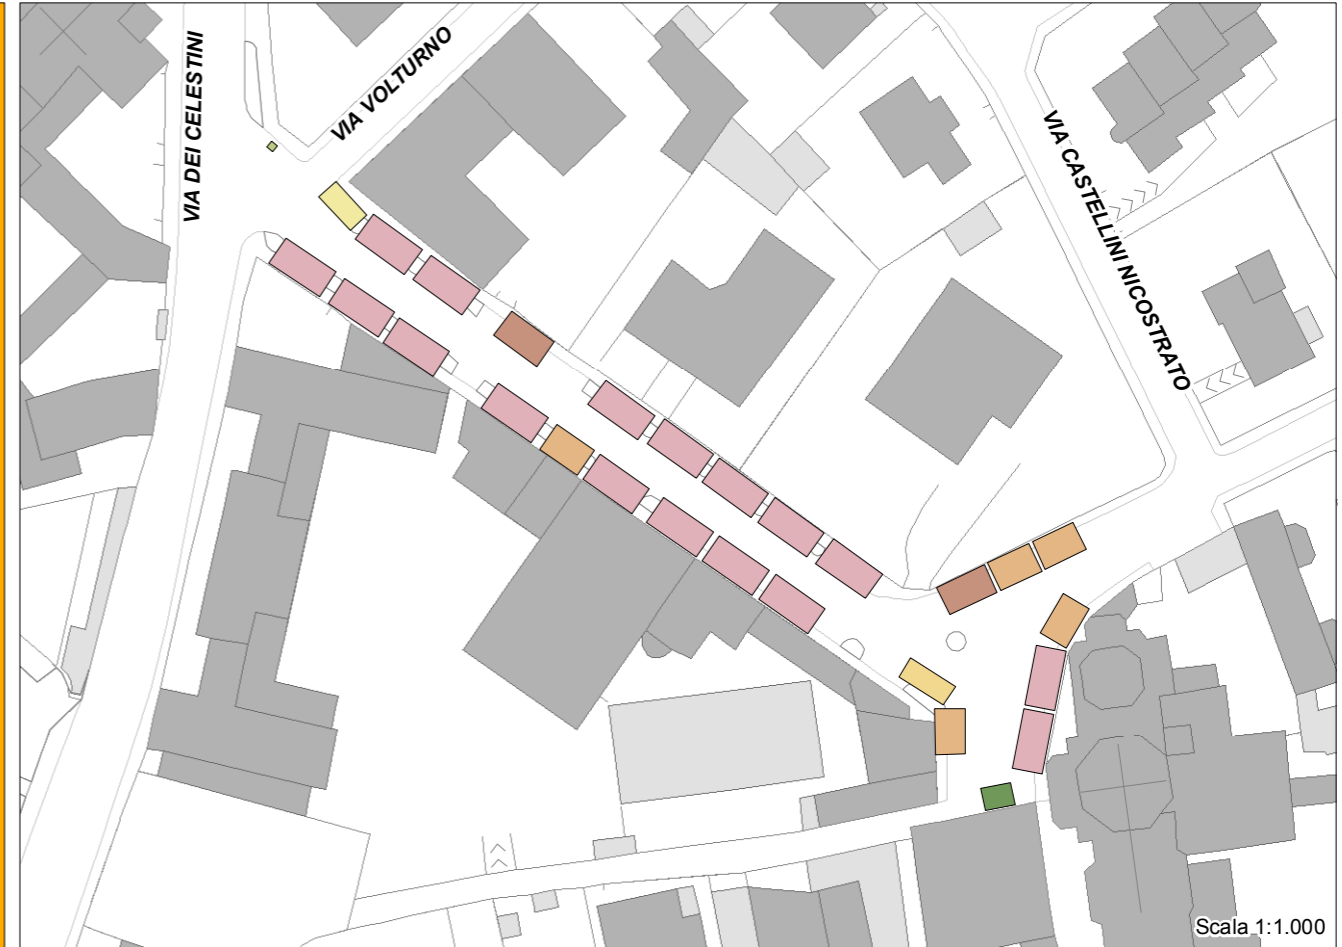 VIA DEI CELESTINI
VIA VOLTURNO
VIA CASTELLINI NICOSTRATO
Scala 1:1.000